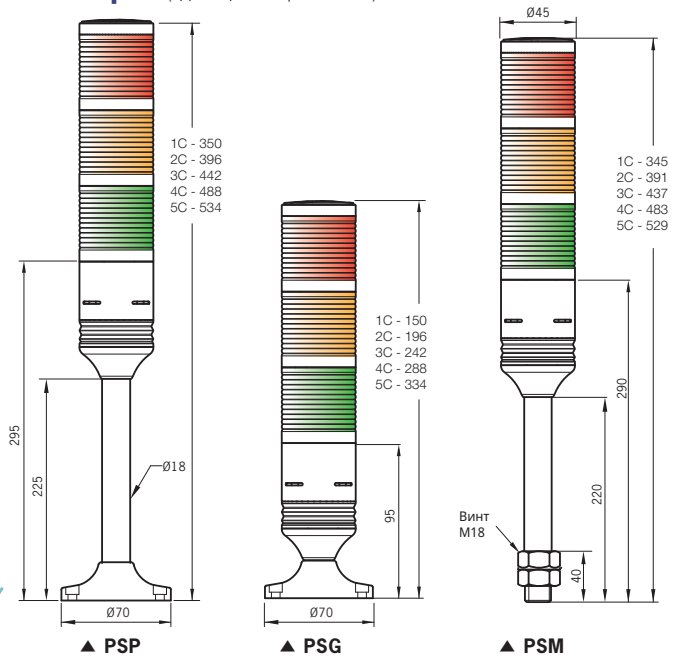 Ø45
1C - 350
2C - 396
3C - 442
4C - 488
5C - 534
1C - 345
2C - 391
3C - 437
4C - 483
5C - 529
1C - 150
2C - 196
3C - 242
4C - 288
5C - 334
295
225
Ø18
95
290
220
Винт
M18
40
Ø70
Ø70
▲ PSP
▲ PSG
▲ PSM